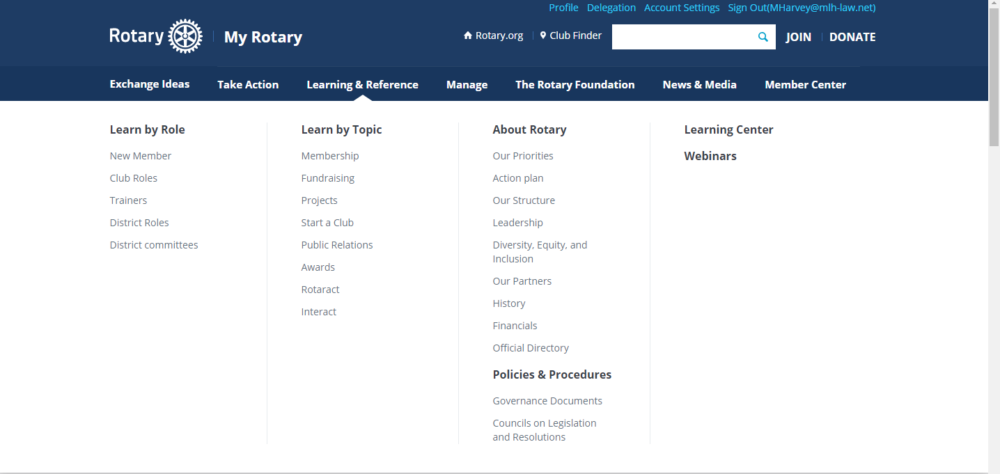 Profile Delegation Account Settings Sign Out(MHarvey@mlh-law.net)
Rotary My Rotary Rotary.org Club Finder JOIN DONATE
Exchange Ideas Take Action Learning & Reference Manage The Rotary Foundation News & Media Member Center
Learn by Role
New Member
Club Roles
Trainers
District Roles
District committees
Learn by Topic
Membership
Fundraising
Projects
Start a Club
Public Relations
Awards
Rotaract
Interact
About Rotary
Our Priorities
Action plan
Our Structure
Leadership
Diversity, Equity, and
Inclusion
Our Partners
History
Financials
Official Directory
Policies & Procedures
Governance Documents
Councils on Legislation
and Resolutions
Learning Center
Webinars